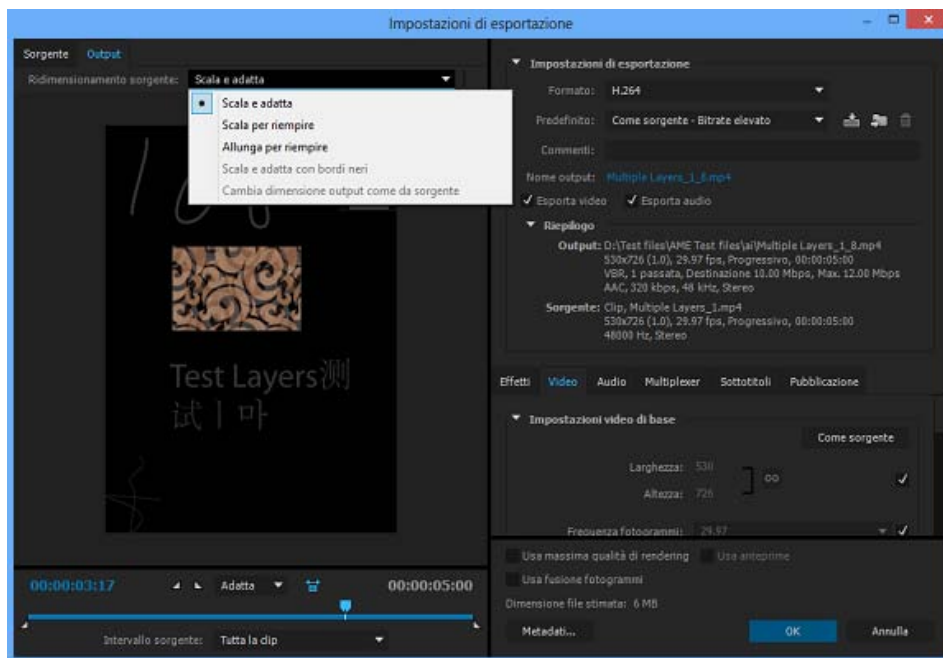 Impostazioni di esportazione
Sorgente Output
Ridimensionamento sorgente: Scala e adatta
Scala e adatta
Scala per riempire
Allunga per riempire
Scala e adatta con bordi neri
Cambia dimensione output come da sorgente
Test Layers测
试 | 마
00:00:03:17 Adatta 00:00:05:00
Intervallo sorgente: Tutta la clip
Impostazioni di esportazione
Formato: H.264
Predefinito: Come sorgente - Bitrate elevato
Commenti:
Nome output: Multiple Layers_1_8.mp4
Esporta video Esporta audio
Riepilogo
Output: D:\Test files\AME Test files\ai\Multiple Layers_1_8.mp4
530x726 (1.0), 29.97 fps, Progressivo, 00:00:05:00
VBR, 1 passata, Destinazione 10.00 Mbps, Max. 12.00 Mbps
AAC, 320 kbps, 48 kHz, Stereo
Sorgente: Clip, Multiple Layers_1.mp4
530x726 (1.0), 29.97 fps, Progressivo, 00:00:05:00
48000 Hz, Stereo
Effetti Video Audio Multiplexer Sottotitoli Pubblicazione
Impostazioni video di base
Come sorgente
Larghezza: 530
Altezza: 726
Frequenza fotogrammi: 29.97
Usa massima qualità di rendering Usa anteprime
Usa fusione fotogrammi
Dimensione file stimata: 6 MB
Metadati... OK Annulla